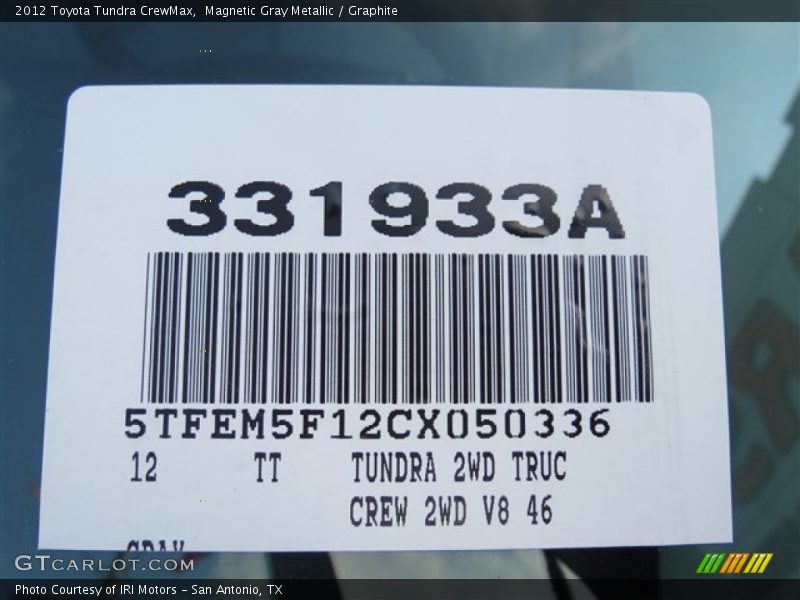 2012 Toyota Tundra CrewMax,  Magnetic Gray Metallic / Graphite
331933A
5TFEM5F12CX050336
12 TT TUNDRA 2WD TRUC
CREW 2WD V8 46
GRAY
GTCARLOT.COM
Photo Courtesy of IRI Motors – San Antonio, TX